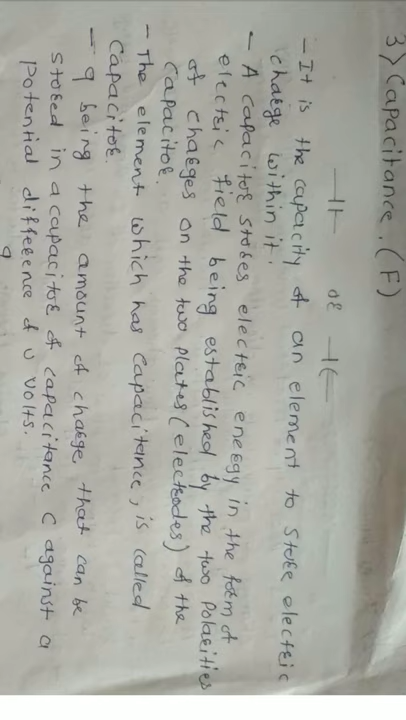 3) Capacitance. (F)
or
- It is the capacity of an element to store electric
charge within it.
- A capacitor stores electric energy in the form of
electric field being established by the two polarities
of charges on the two plates (electrodes) of the
capacitor.
- The element which has capacitance, is called
capacitor.
- q being the amount of charge that can be
stored in a capacitor of capacitance C against a
potential difference of v volts.
q